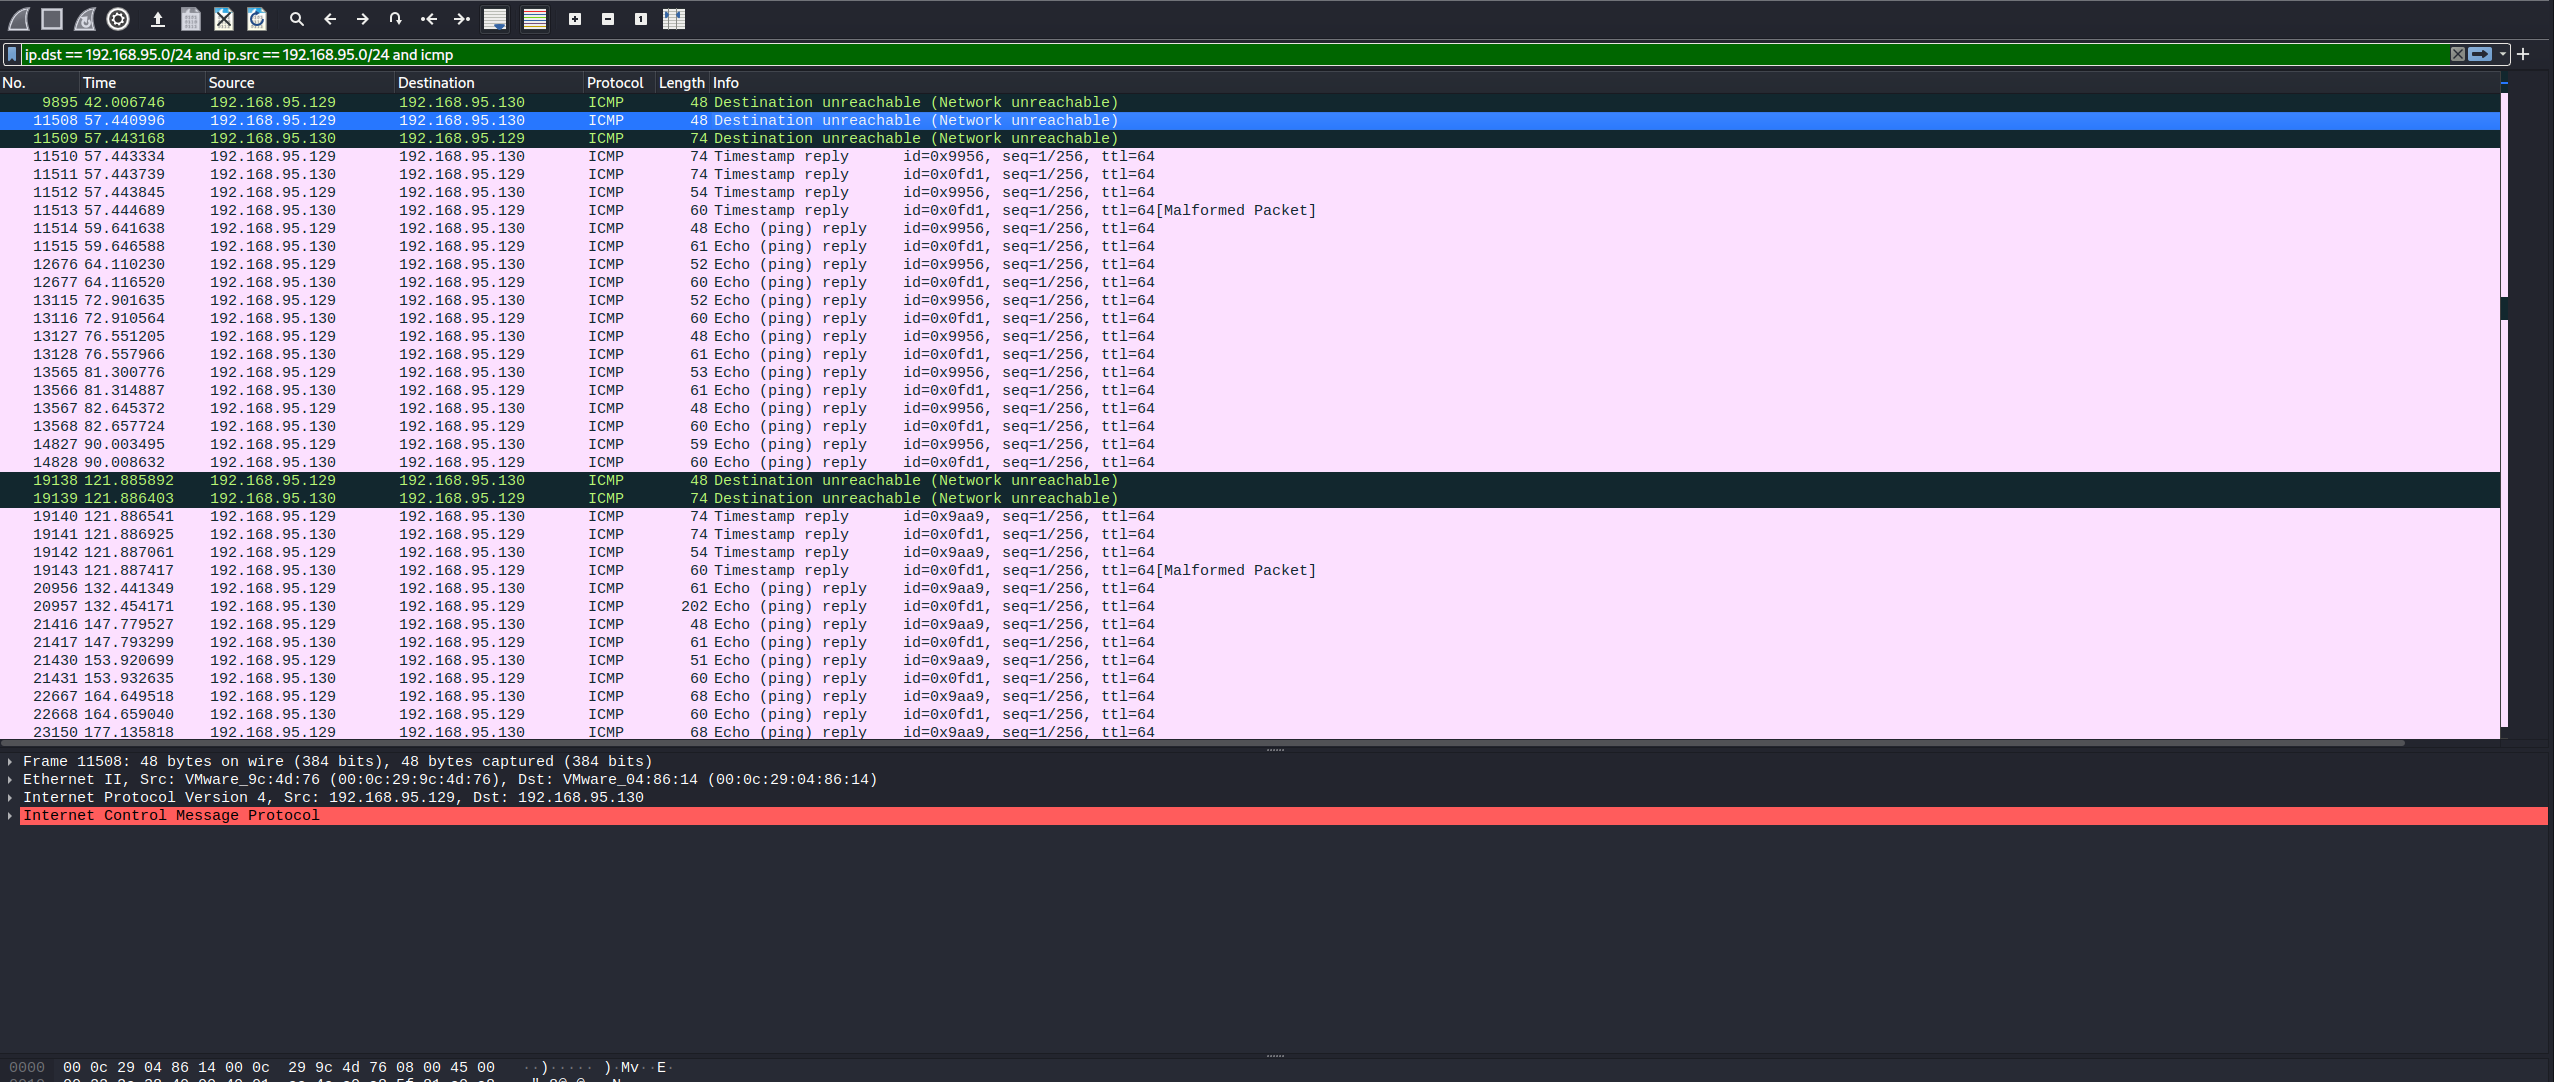 ip.dst == 192.168.95.0/24 and ip.src == 192.168.95.0/24 and icmp
No. Time Source Destination Protocol Length Info
9895 42.006746 192.168.95.129 192.168.95.130 ICMP 48 Destination unreachable (Network unreachable)
11508 57.440996 192.168.95.129 192.168.95.130 ICMP 48 Destination unreachable (Network unreachable)
11509 57.443168 192.168.95.130 192.168.95.129 ICMP 74 Destination unreachable (Network unreachable)
11510 57.443334 192.168.95.129 192.168.95.130 ICMP 74 Timestamp reply id=0x9956, seq=1/256, ttl=64
11511 57.443739 192.168.95.130 192.168.95.129 ICMP 74 Timestamp reply id=0x0fd1, seq=1/256, ttl=64
11512 57.443845 192.168.95.129 192.168.95.130 ICMP 54 Timestamp reply id=0x9956, seq=1/256, ttl=64
11513 57.444689 192.168.95.130 192.168.95.129 ICMP 60 Timestamp reply id=0x0fd1, seq=1/256, ttl=64[Malformed Packet]
11514 59.641638 192.168.95.129 192.168.95.130 ICMP 48 Echo (ping) reply id=0x9956, seq=1/256, ttl=64
11515 59.646588 192.168.95.130 192.168.95.129 ICMP 61 Echo (ping) reply id=0x0fd1, seq=1/256, ttl=64
12676 64.110230 192.168.95.129 192.168.95.130 ICMP 52 Echo (ping) reply id=0x9956, seq=1/256, ttl=64
12677 64.116520 192.168.95.130 192.168.95.129 ICMP 60 Echo (ping) reply id=0x0fd1, seq=1/256, ttl=64
13115 72.901635 192.168.95.129 192.168.95.130 ICMP 52 Echo (ping) reply id=0x9956, seq=1/256, ttl=64
13116 72.910564 192.168.95.130 192.168.95.129 ICMP 60 Echo (ping) reply id=0x0fd1, seq=1/256, ttl=64
13127 76.551205 192.168.95.129 192.168.95.130 ICMP 48 Echo (ping) reply id=0x9956, seq=1/256, ttl=64
13128 76.557966 192.168.95.130 192.168.95.129 ICMP 61 Echo (ping) reply id=0x0fd1, seq=1/256, ttl=64
13565 81.300776 192.168.95.129 192.168.95.130 ICMP 53 Echo (ping) reply id=0x9956, seq=1/256, ttl=64
13566 81.314887 192.168.95.130 192.168.95.129 ICMP 61 Echo (ping) reply id=0x0fd1, seq=1/256, ttl=64
13567 82.645372 192.168.95.129 192.168.95.130 ICMP 48 Echo (ping) reply id=0x9956, seq=1/256, ttl=64
13568 82.657724 192.168.95.130 192.168.95.129 ICMP 60 Echo (ping) reply id=0x0fd1, seq=1/256, ttl=64
14827 90.003495 192.168.95.129 192.168.95.130 ICMP 59 Echo (ping) reply id=0x9956, seq=1/256, ttl=64
14828 90.008632 192.168.95.130 192.168.95.129 ICMP 60 Echo (ping) reply id=0x0fd1, seq=1/256, ttl=64
19138 121.885892 192.168.95.129 192.168.95.130 ICMP 48 Destination unreachable (Network unreachable)
19139 121.886403 192.168.95.130 192.168.95.129 ICMP 74 Destination unreachable (Network unreachable)
19140 121.886541 192.168.95.129 192.168.95.130 ICMP 74 Timestamp reply id=0x9aa9, seq=1/256, ttl=64
19141 121.886925 192.168.95.130 192.168.95.129 ICMP 74 Timestamp reply id=0x0fd1, seq=1/256, ttl=64
19142 121.887061 192.168.95.129 192.168.95.130 ICMP 54 Timestamp reply id=0x9aa9, seq=1/256, ttl=64
19143 121.887417 192.168.95.130 192.168.95.129 ICMP 60 Timestamp reply id=0x0fd1, seq=1/256, ttl=64[Malformed Packet]
20956 132.441349 192.168.95.129 192.168.95.130 ICMP 61 Echo (ping) reply id=0x9aa9, seq=1/256, ttl=64
20957 132.454171 192.168.95.130 192.168.95.129 ICMP 202 Echo (ping) reply id=0x0fd1, seq=1/256, ttl=64
21416 147.779527 192.168.95.129 192.168.95.130 ICMP 48 Echo (ping) reply id=0x9aa9, seq=1/256, ttl=64
21417 147.793299 192.168.95.130 192.168.95.129 ICMP 61 Echo (ping) reply id=0x0fd1, seq=1/256, ttl=64
21430 153.920699 192.168.95.129 192.168.95.130 ICMP 51 Echo (ping) reply id=0x9aa9, seq=1/256, ttl=64
21431 153.932635 192.168.95.130 192.168.95.129 ICMP 60 Echo (ping) reply id=0x0fd1, seq=1/256, ttl=64
22667 164.649518 192.168.95.129 192.168.95.130 ICMP 68 Echo (ping) reply id=0x9aa9, seq=1/256, ttl=64
22668 164.659040 192.168.95.130 192.168.95.129 ICMP 60 Echo (ping) reply id=0x0fd1, seq=1/256, ttl=64
23150 177.135818 192.168.95.129 192.168.95.130 ICMP 68 Echo (ping) reply id=0x9aa9, seq=1/256, ttl=64
Frame 11508: 48 bytes on wire (384 bits), 48 bytes captured (384 bits)
Ethernet II, Src: VMware_9c:4d:76 (00:0c:29:9c:4d:76), Dst: VMware_04:86:14 (00:0c:29:04:86:14)
Internet Protocol Version 4, Src: 192.168.95.129, Dst: 192.168.95.130
Internet Control Message Protocol
0000 00 0c 29 04 86 14 00 0c 29 9c 4d 76 08 00 45 00 ··)····· )·Mv··E·